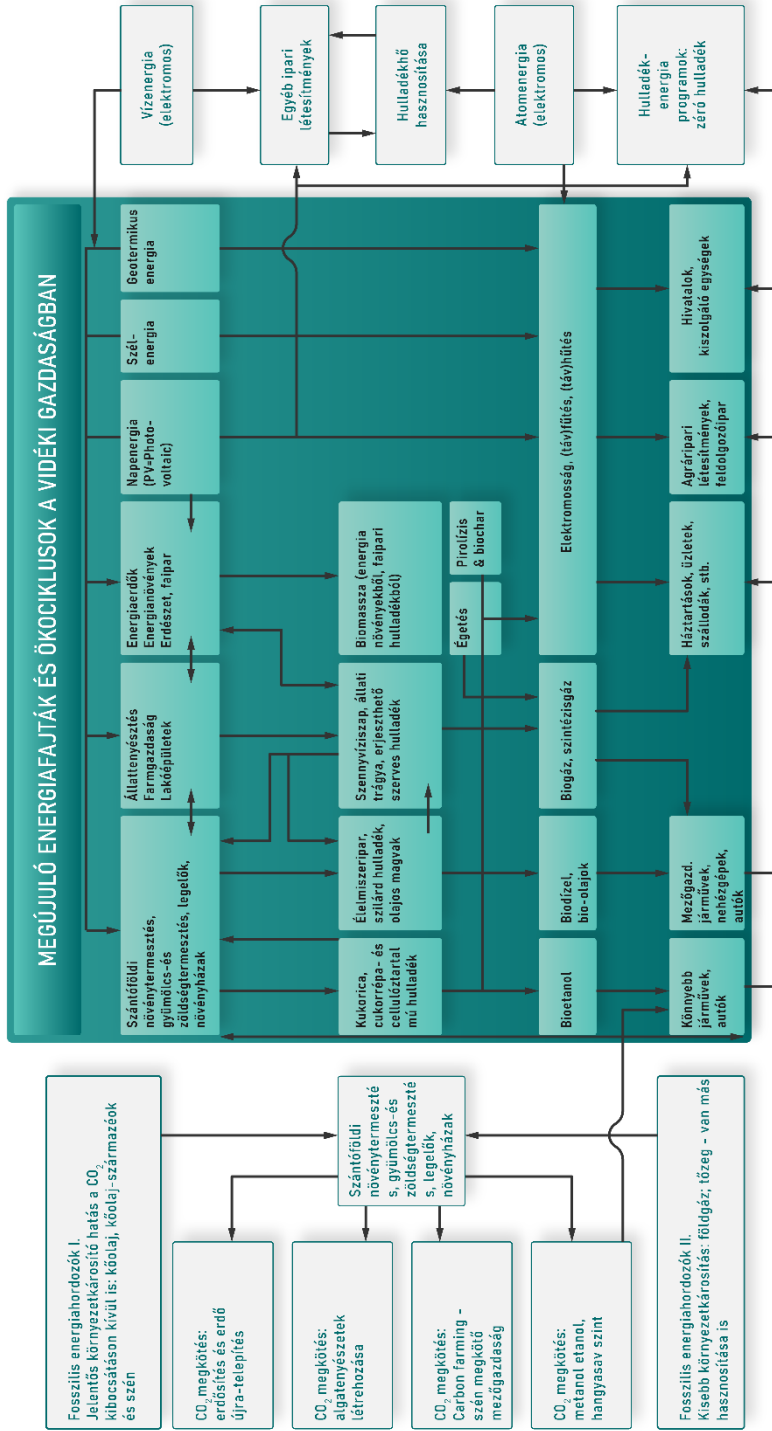 Fosszilis energiahordozók I.
Jelentős környezetkárosító hatás a CO2
kibocsátáson kívül is: kőolaj, kőolaj-származéok
és szén
CO2 megkötés:
erdősítés és erdő
újra-telepítés
CO2 megkötés:
algatenyészetek
létrehozása
CO2 megkötés:
Carbon farming –
szén megkötő
mezőgazdaság
CO2 megkötés:
metanol etanol,
hangyasav szint
Szántóföldi
növénytermeszté
s, gyümölcs-és
zöldségtermeszté
s, legelők,
növényházak
Fosszilis energiahordozók II.
Kisebb környezetkárosítás: földgáz; tőzeg – van más
hasznosítása is
MEGÚJULÓ ENERGIAFAJTÁK ÉS ÖKOCIKLUSOK A VIDÉKI GAZDASÁGBAN
Szántóföldi
növénytermesztés,
gyümölcs-és
zöldségtermesztés, legelők,
növényházak
Állattenyésztés
Farmgazdaság
Lakóépületek
Energiaerdők
Energianövények
Erdészet, faipar
Napenergia
(PV=Photo-
voltaic)
Szél-
energia
Geotermikus
energia
Kukorica,
cukorrépa- és
cellulóztartal
mú hulladék
Élelmiszeripar,
szilárd hulladék,
olajos magvak
Szennyvíziszap, állati
trágya, erjeszthető
szerves hulladék
Biomassza (energia
növényekből, faipari
hulladékból)
Égetés
Pirolízis
& biochar
Bioetanol
Biodízel,
bio-olajok
Biogáz, szintézisgáz
Elektromosság, (táv)fűtés, (táv)hűtés
Könnyebb
járművek,
autók
Mezőgazd.
járművek,
nehézgépek,
autók
Háztartások, üzletek,
szállodák, stb.
Agráripari
létesítmények,
feldolgozóipar
Hivatalok,
kiszolgáló egységek
Vízenergia
(elektromos)
Egyéb ipari
létesítmények
Hulladékhő
hasznosítása
Atomenergia
(elektromos)
Hulladék-
energia
programok:
zéró hulladék